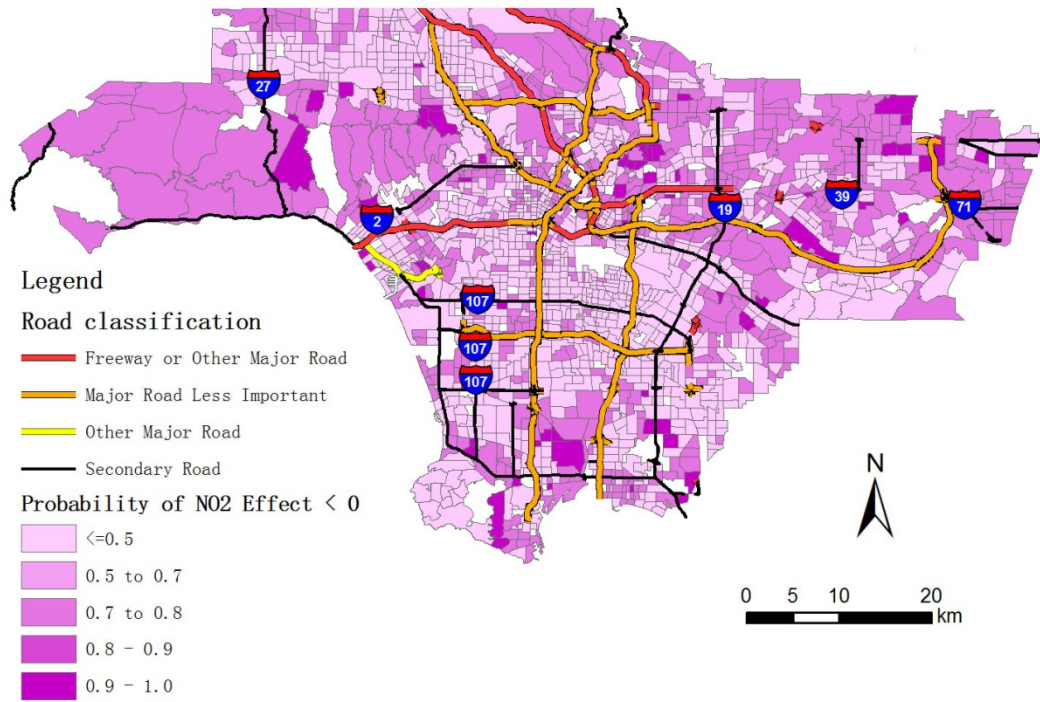 27
39
2
19
71
Legend
107
Road classification
Freeway or Other Major Road
107
107
Major Road Less Important
Other Major Road
Secondary Road
N
Probability of NO2 Effect < 0
<=0.5
0.5 to 0.7
0.7 to 0.8
0 5 10 20
km
0.8 - 0.9
0.9 - 1.0